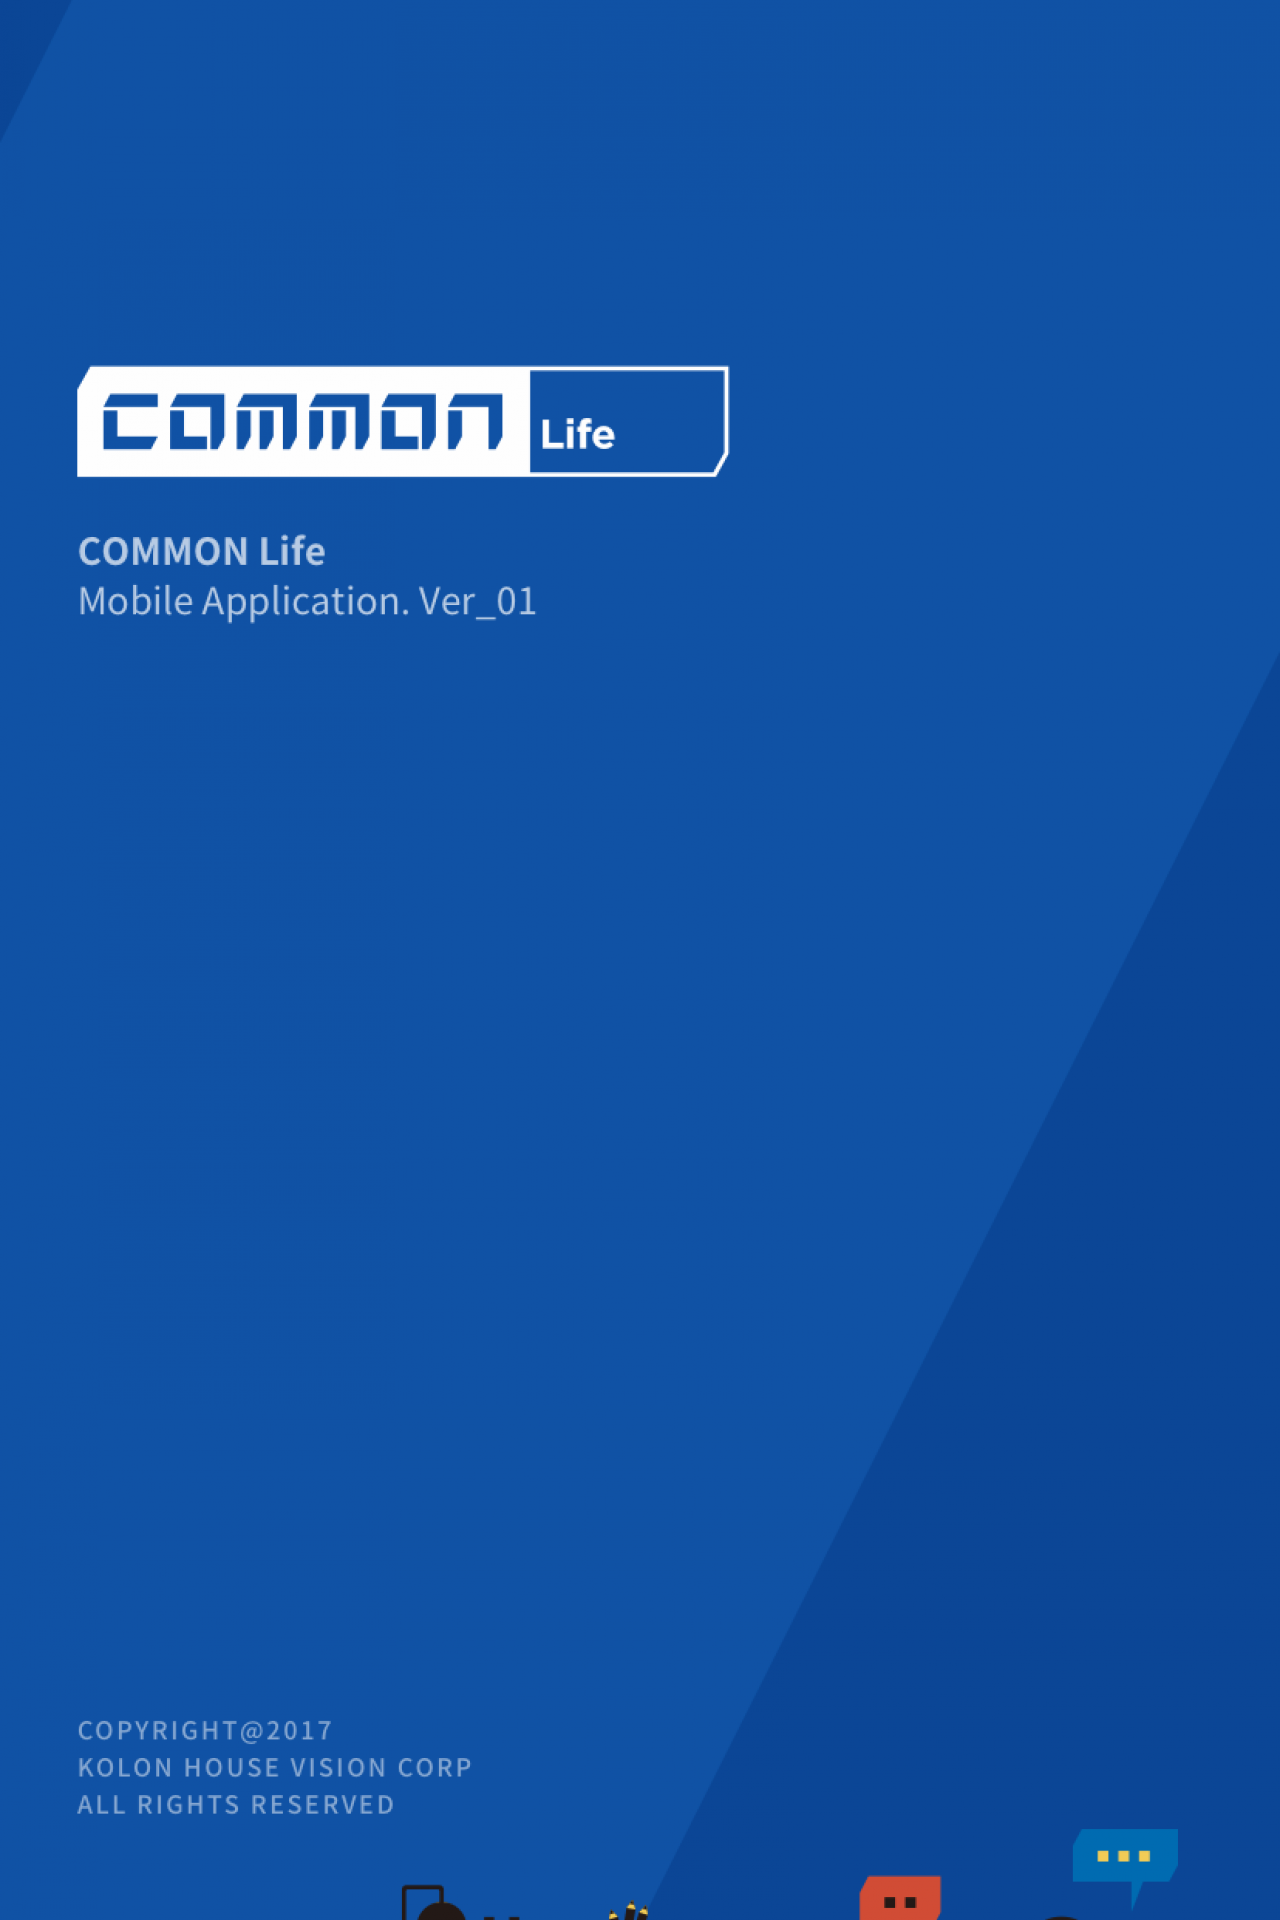 common Life
COMMON Life
Mobile Application. Ver_01
COPYRIGHT@2017
KOLON HOUSE VISION CORP
ALL RIGHTS RESERVED